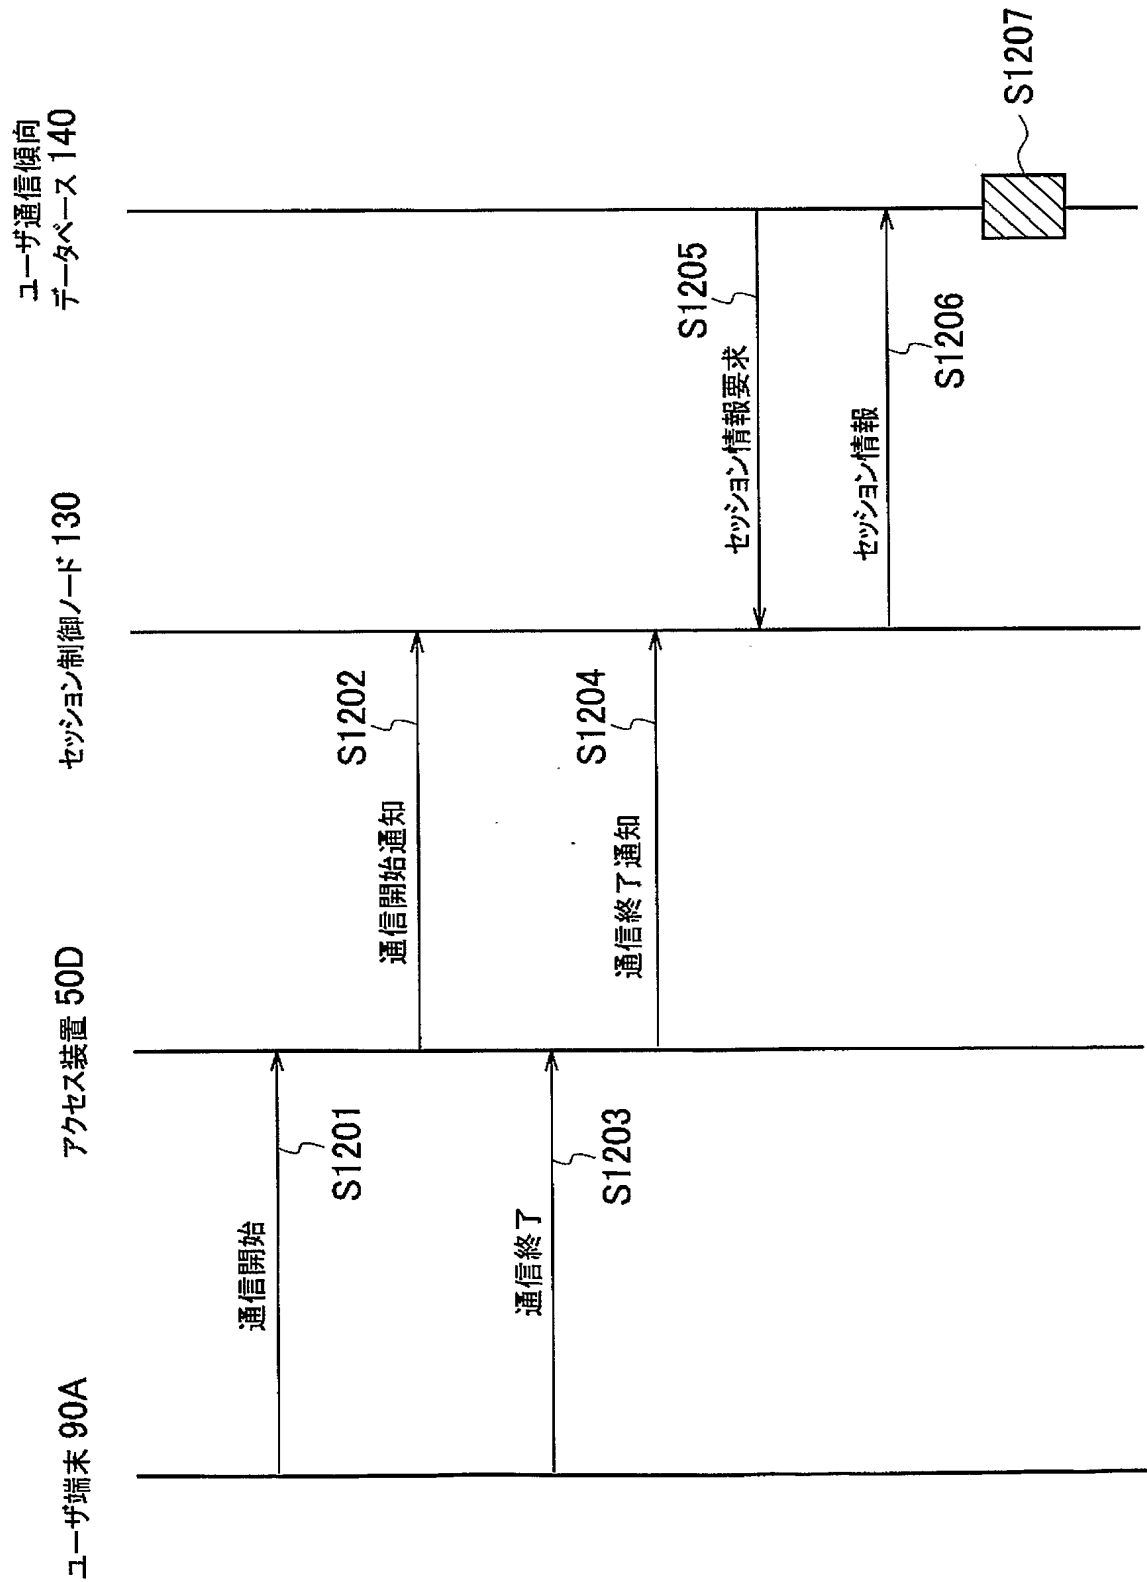 ユーザ端末 90A
アクセス装置 50D
セッション制御ノード 130
ユーザ通信傾向
データベース 140
通信開始
S1201
通信開始通知
S1202
通信終了
S1203
通信終了通知
S1204
セッション情報要求
S1205
セッション情報
S1206
S1207